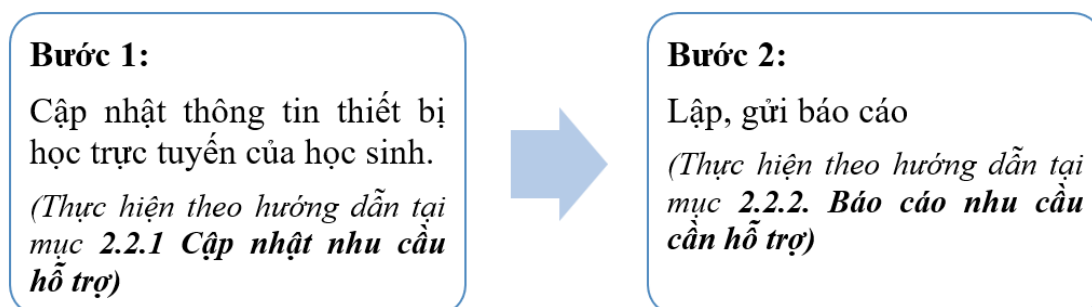 Bước 1:
Cập nhật thông tin thiết bị
học trực tuyến của học sinh.
(Thực hiện theo hướng dẫn tại
mục 2.2.1 Cập nhật nhu cầu
hỗ trợ)
Bước 2:
Lập, gửi báo cáo
(Thực hiện theo hướng dẫn tại
mục 2.2.2. Báo cáo nhu cầu
cần hỗ trợ)